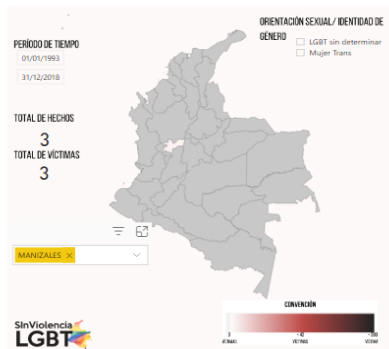 ORIENTACIÓN SEXUAL/ IDENTIDAD DE
GÉNERO
LGBT sin determinar
Mujer Trans
PERÍODO DE TIEMPO
01/01/1993
31/12/2018
TOTAL DE HECHOS
3
TOTAL DE VÍCTIMAS
3
MANIZALES ×
CONVENCIÓN
SinViolencia
LGBT